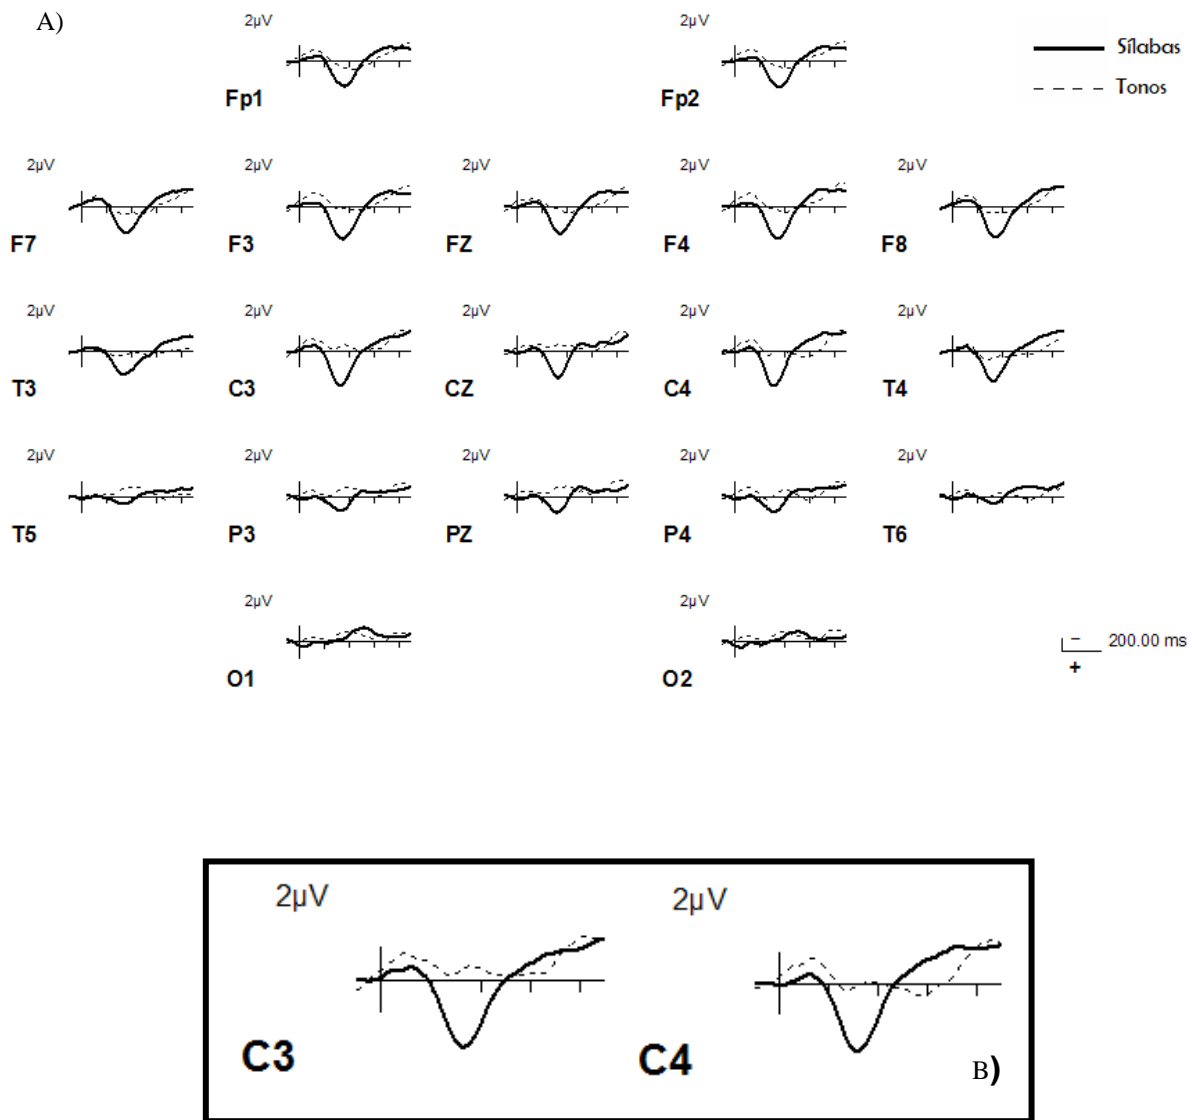 A)
2µV
2µV
Sílabas
Tonos
Fp1
Fp2
2µV
2µV
2µV
2µV
2µV
F7
F3
FZ
F4
F8
2µV
2µV
2µV
2µV
2µV
T3
C3
CZ
C4
T4
2µV
2µV
2µV
2µV
2µV
T5
P3
PZ
P4
T6
2µV
2µV
− 200.00 ms
+
O1
O2
2µV
2µV
C3
C4
B)